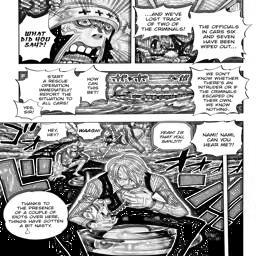 WHAT
DID YOU
SAY?!
...AND WE'VE
LOST TRACK
OF TWO OF
THE CRIMINALS!
THE OFFICIALS
IN CARS SIX
AND SEVEN
HAVE BEEN
WIPED OUT...
START A
RESCUE
OPERATION
IMMEDIATELY!
REPORT THE
SITUATION
TO ALL CARS!
YES,
SIR!
HOW
CAN
THIS
BE?!
WE DON'T
KNOW WHETHER
THERE'S AN
INTRUDER OR IF
THE CRIMINALS
ESCAPED ON
THEIR OWN.
WE KNOW
NOTHING.
HEY,
HEY!
WAAGH!
YEAH! IS
THAT YOU,
SANJI?!
NAMI! NAMI,
CAN YOU
HEAR ME?!
THANKS TO
THE PRESENCE
OF A COUPLE OF
IDIOTS OVER HERE,
THINGS HAVE GOTTEN
A BIT NASTY.